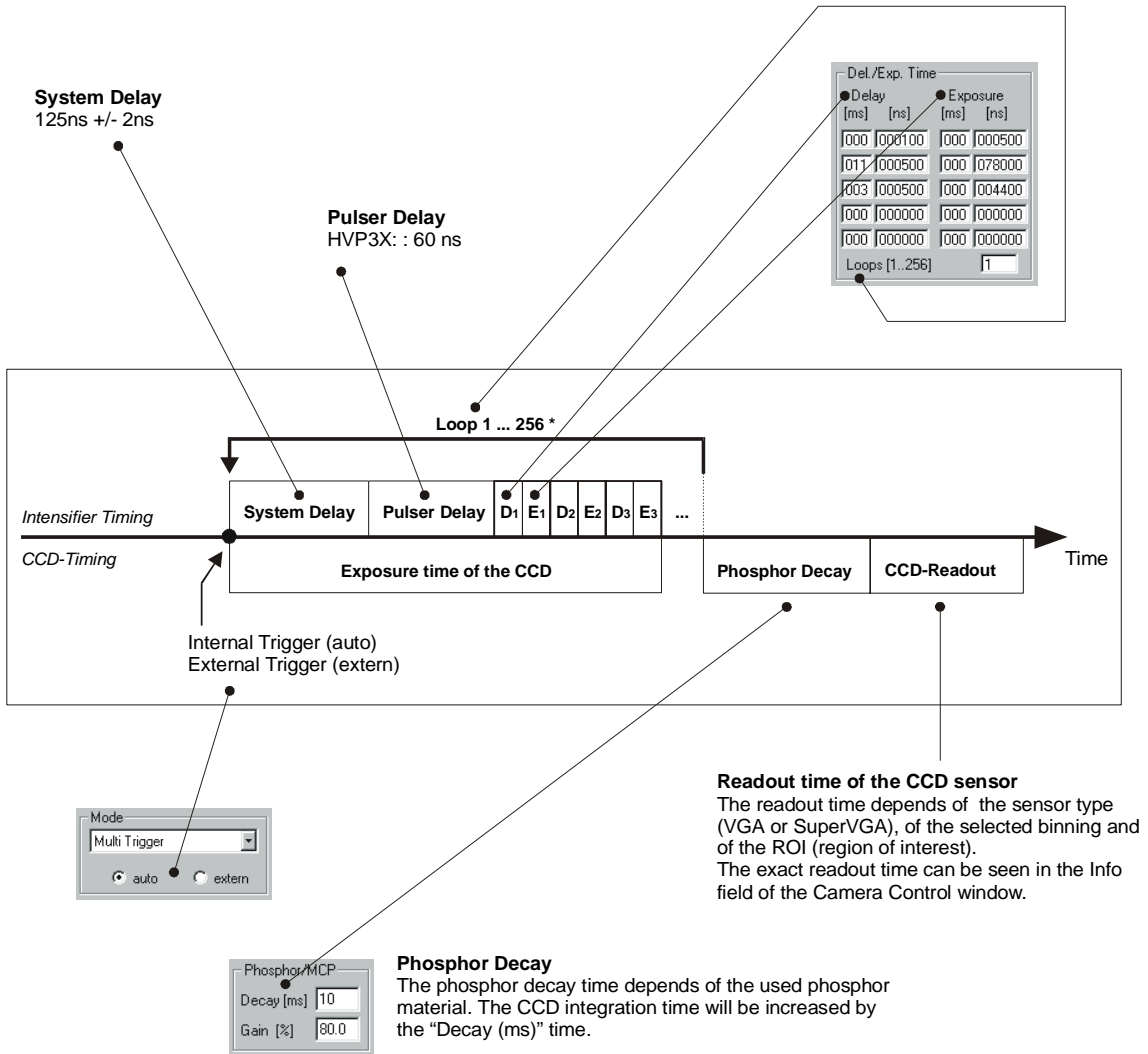 System Delay
125ns +/- 2ns
Pulser Delay
HVP3X: : 60 ns
Del./Exp. Time
Delay Exposure
[ms] [ns] [ms] [ns]
000 000100 000 000500
011 000500 000 078000
003 000500 000 004400
000 000000 000 000000
000 000000 000 000000
Loops [1..256] 1
Loop 1 ... 256 *
Intensifier Timing
System Delay Pulser Delay D1 E1 D2 E2 D3 E3 ...
CCD-Timing
Time
Exposure time of the CCD Phosphor Decay CCD-Readout
Internal Trigger (auto)
External Trigger (extern)
Mode
Multi Trigger
auto extern
Readout time of the CCD sensor
The readout time depends of the sensor type
(VGA or SuperVGA), of the selected binning and
of the ROI (region of interest).
The exact readout time can be seen in the Info
field of the Camera Control window.
Phosphor/MCP
Decay [ms] 10
Gain [%] 80.0
Phosphor Decay
The phosphor decay time depends of the used phosphor
material. The CCD integration time will be increased by
the “Decay (ms)” time.